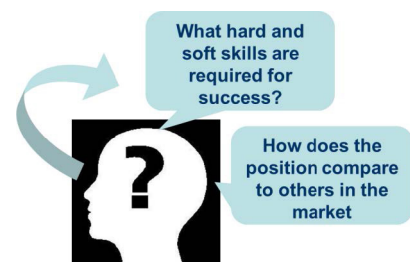 What hard and
soft skills are
required for
success?
?
How does the
position compare
to others in the
market